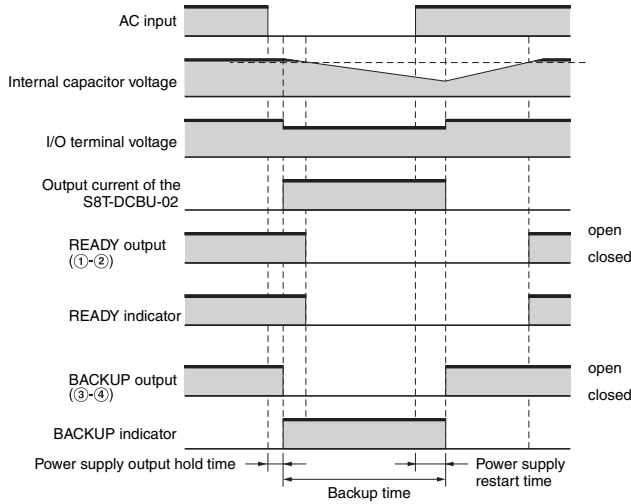 AC input
Internal capacitor voltage
I/O terminal voltage
Output current of the
S8T-DCBU-02
READY output
(①-②)
open
closed
READY indicator
BACKUP output
(③-④)
open
closed
BACKUP indicator
Power supply output hold time
Backup time
Power supply
restart time